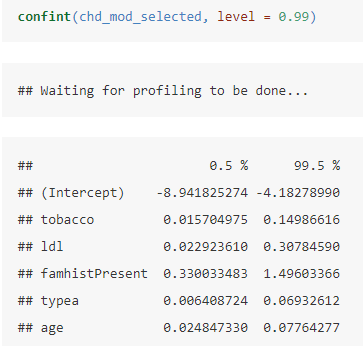 confint(chd_mod_selected, level = 0.99)
## Waiting for profiling to be done...
##                      0.5 %      99.5 %
## (Intercept)    -8.941825274 -4.18278990
## tobacco         0.015704975  0.14986616
## ldl             0.022923610  0.30784590
## famhistPresent  0.330033483  1.49603366
## typea           0.006408724  0.06932612
## age             0.024847330  0.07764277